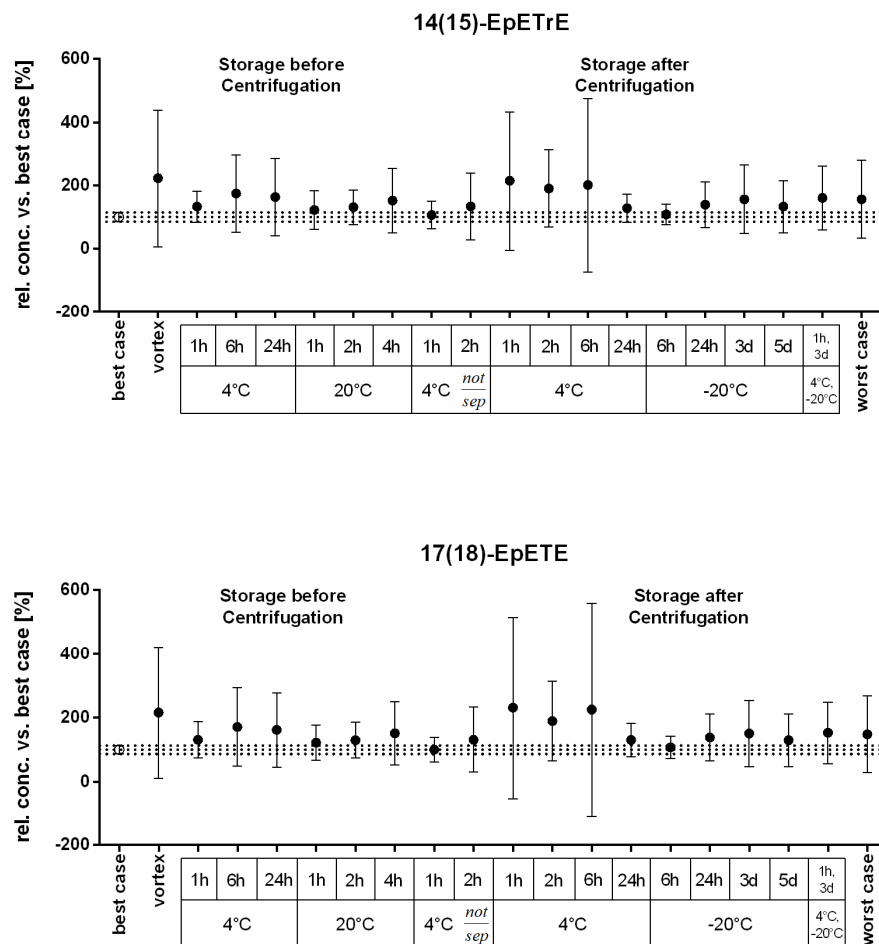 14(15)-EpETrE
rel. conc. vs. best case [%]
600
400
200
0
-200
Storage before
Centrifugation
Storage after
Centrifugation
best case
vortex
1h 6h 24h 1h 2h 4h 1h 2h 1h 2h 6h 24h 6h 24h 3d 5d 1h,
3d
4°C 20°C 4°C not
sep 4°C -20°C 4°C,
-20°C
worst case
17(18)-EpETE
rel. conc. vs. best case [%]
600
400
200
0
-200
Storage before
Centrifugation
Storage after
Centrifugation
best case
vortex
1h 6h 24h 1h 2h 4h 1h 2h 1h 2h 6h 24h 6h 24h 3d 5d 1h,
3d
4°C 20°C 4°C not
sep 4°C -20°C 4°C,
-20°C
worst case